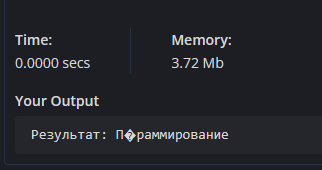 Time:
Memory:
0.0000 secs
3.72 Mb
Your Output
Результат: П�раммирование